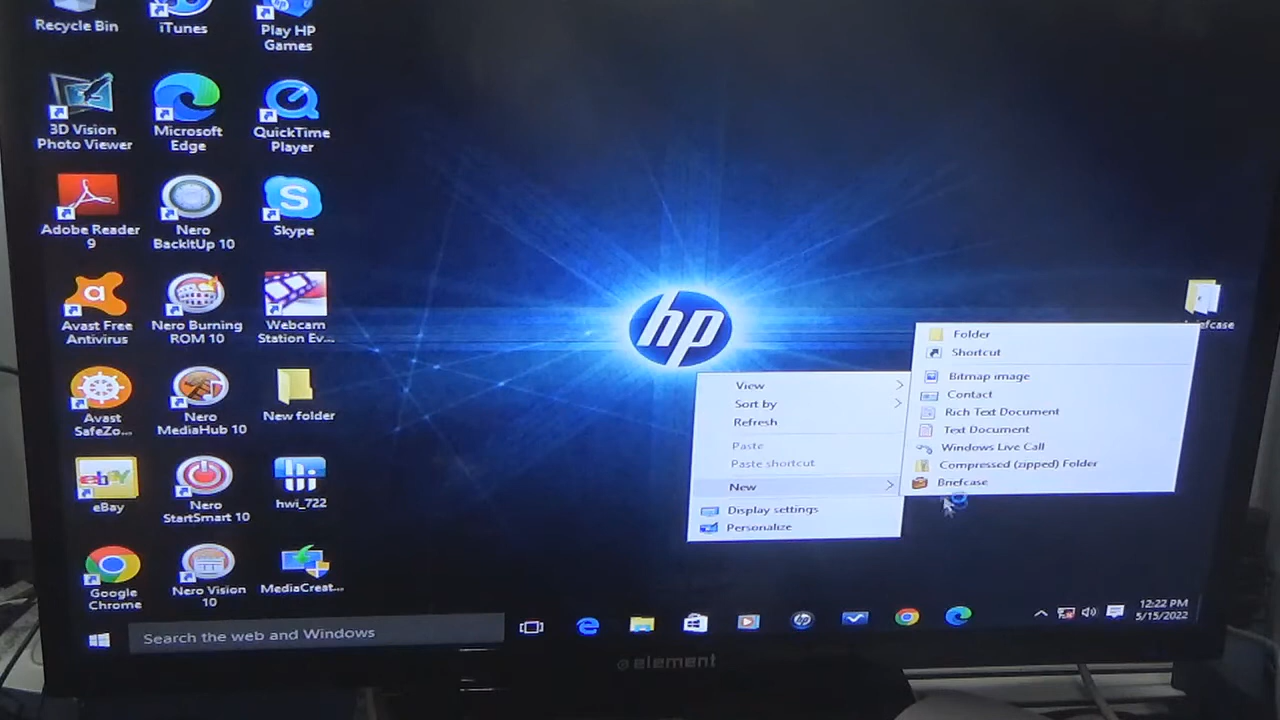 Recycle Bin
iTunes
Play HP
Games
3D Vision
Photo Viewer
Microsoft
Edge
QuickTime
Player
Adobe Reader
9
Nero
BackItUp 10
Skype
Avast Free
Antivirus
Nero Burning
ROM 10
Webcam
Station Ev...
Avast
SafeZo...
Nero
MediaHub 10
New folder
eBay
Nero
StartSmart 10
hwi_722
Google
Chrome
Nero Vision
10
MediaCreat...
hp
View
Sort by
Refresh
Paste
Paste shortcut
New
Display settings
Personalize
Folder
Shortcut
Bitmap image
Contact
Rich Text Document
Text Document
Windows Live Call
Compressed (zipped) Folder
Briefcase
Search the web and Windows
12:22 PM
5/15/2022
element